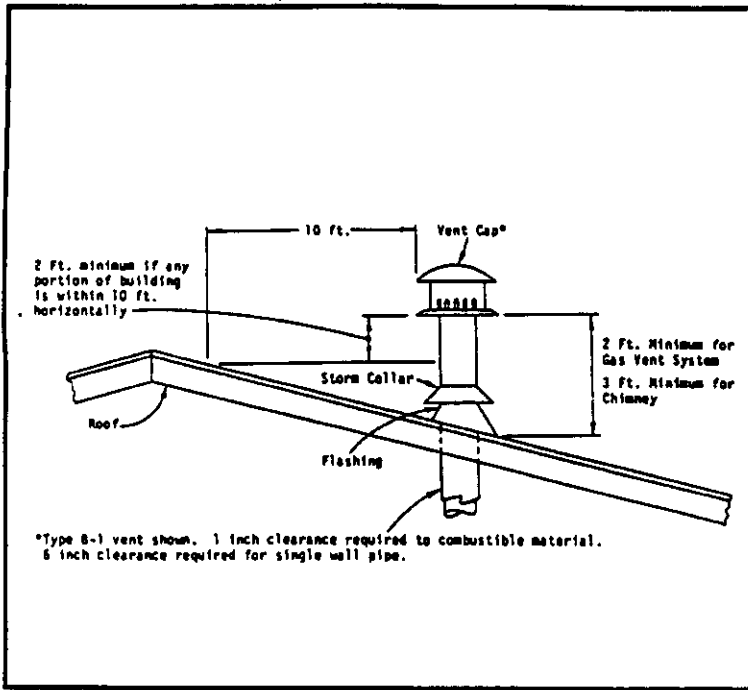 10 ft.
Vent Cap*
2 Ft. minimum if any
portion of building
is within 10 ft.
horizontally
2 Ft. Minimum for
Gas Vent System
3 Ft. Minimum for
Chimney
Storm Collar
Roof
Flashing
*Type B-1 vent shown. 1 inch clearance required to combustible material.
6 inch clearance required for single wall pipe.